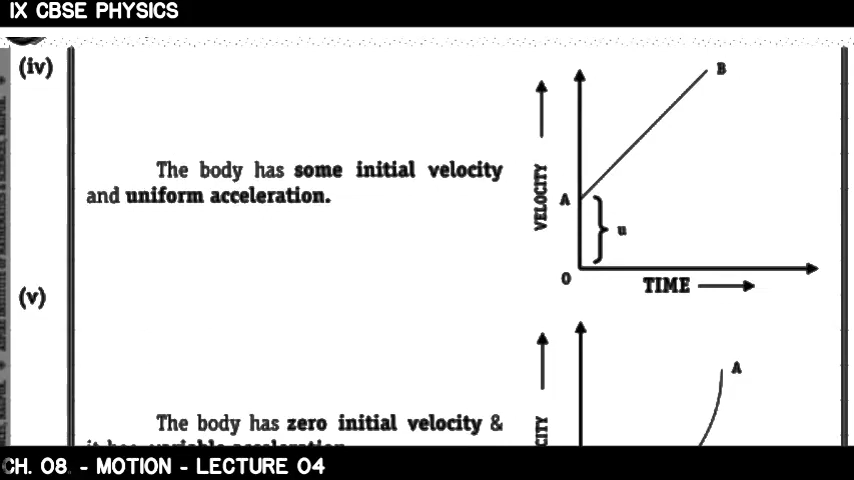 IX CBSE PHYSICS
(iv)
The body has some initial velocity
and uniform acceleration.
B
VELOCITY
A
u
O
TIME
(v)
A
The body has zero initial velocity &
CITY
CH. 08 - MOTION - LECTURE 04